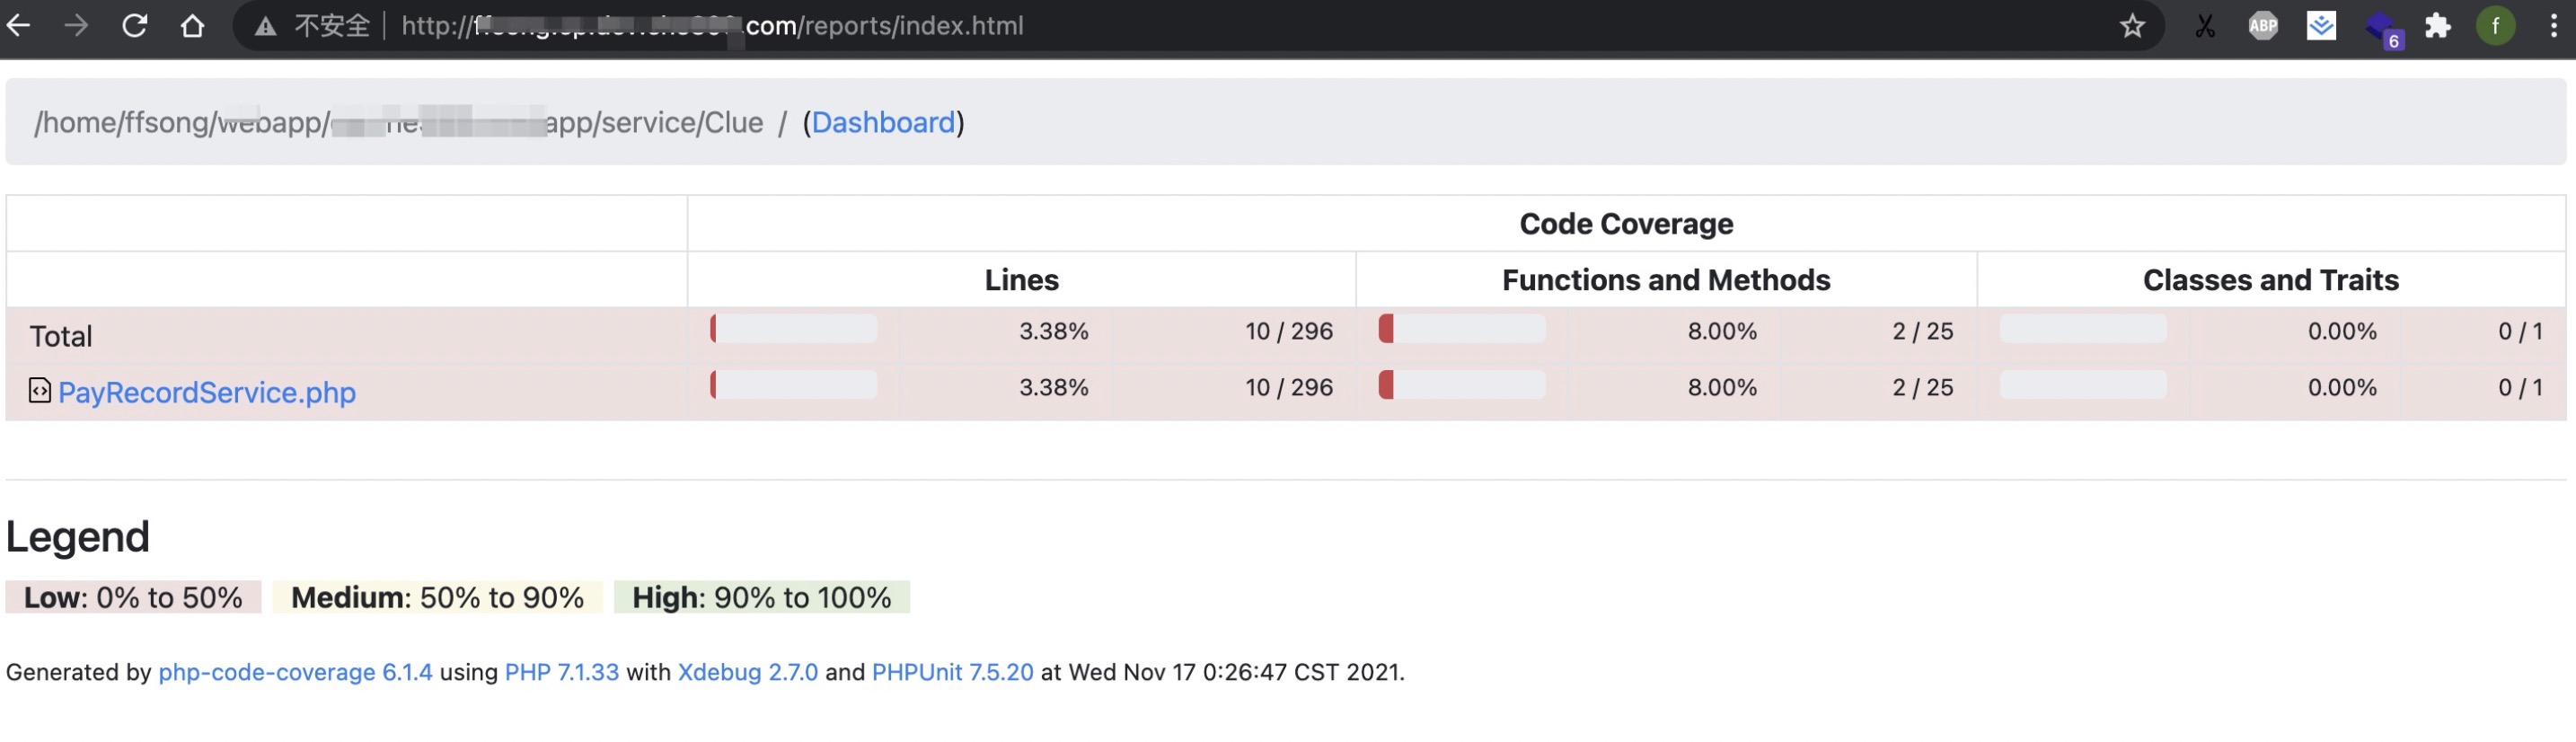 不安全 http:// .com/reports/index.html
ABP
6
f
/home/ffsong/webapp/ app/service/Clue / (Dashboard)
Code Coverage
Lines Functions and Methods Classes and Traits
Total 3.38% 10 / 296 8.00% 2 / 25 0.00% 0 / 1
PayRecordService.php 3.38% 10 / 296 8.00% 2 / 25 0.00% 0 / 1
Legend
Low: 0% to 50% Medium: 50% to 90% High: 90% to 100%
Generated by php-code-coverage 6.1.4 using PHP 7.1.33 with Xdebug 2.7.0 and PHPUnit 7.5.20 at Wed Nov 17 0:26:47 CST 2021.